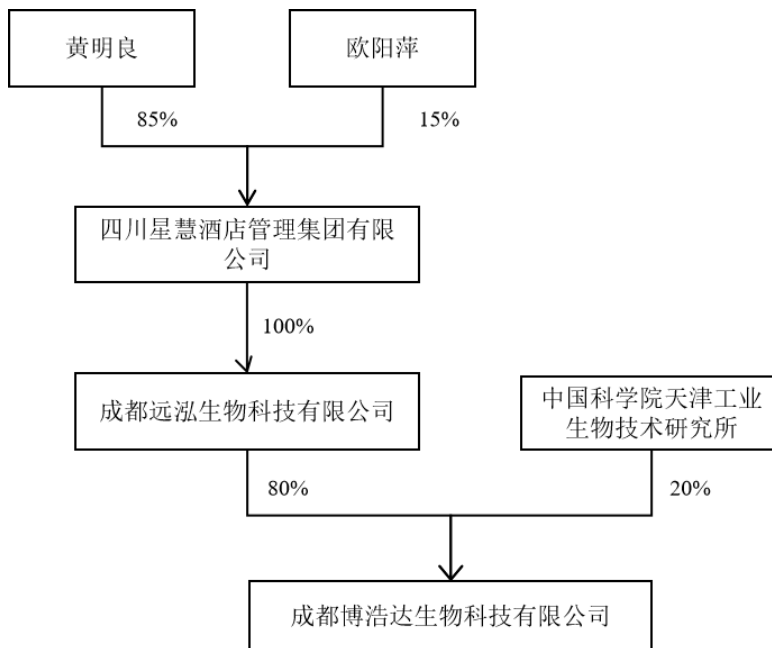 黄明良
欧阳萍
85%
15%
四川星慧酒店管理集团有限
公司
100%
成都远泓生物科技有限公司
中国科学院天津工业
生物技术研究所
80%
20%
成都博浩达生物科技有限公司